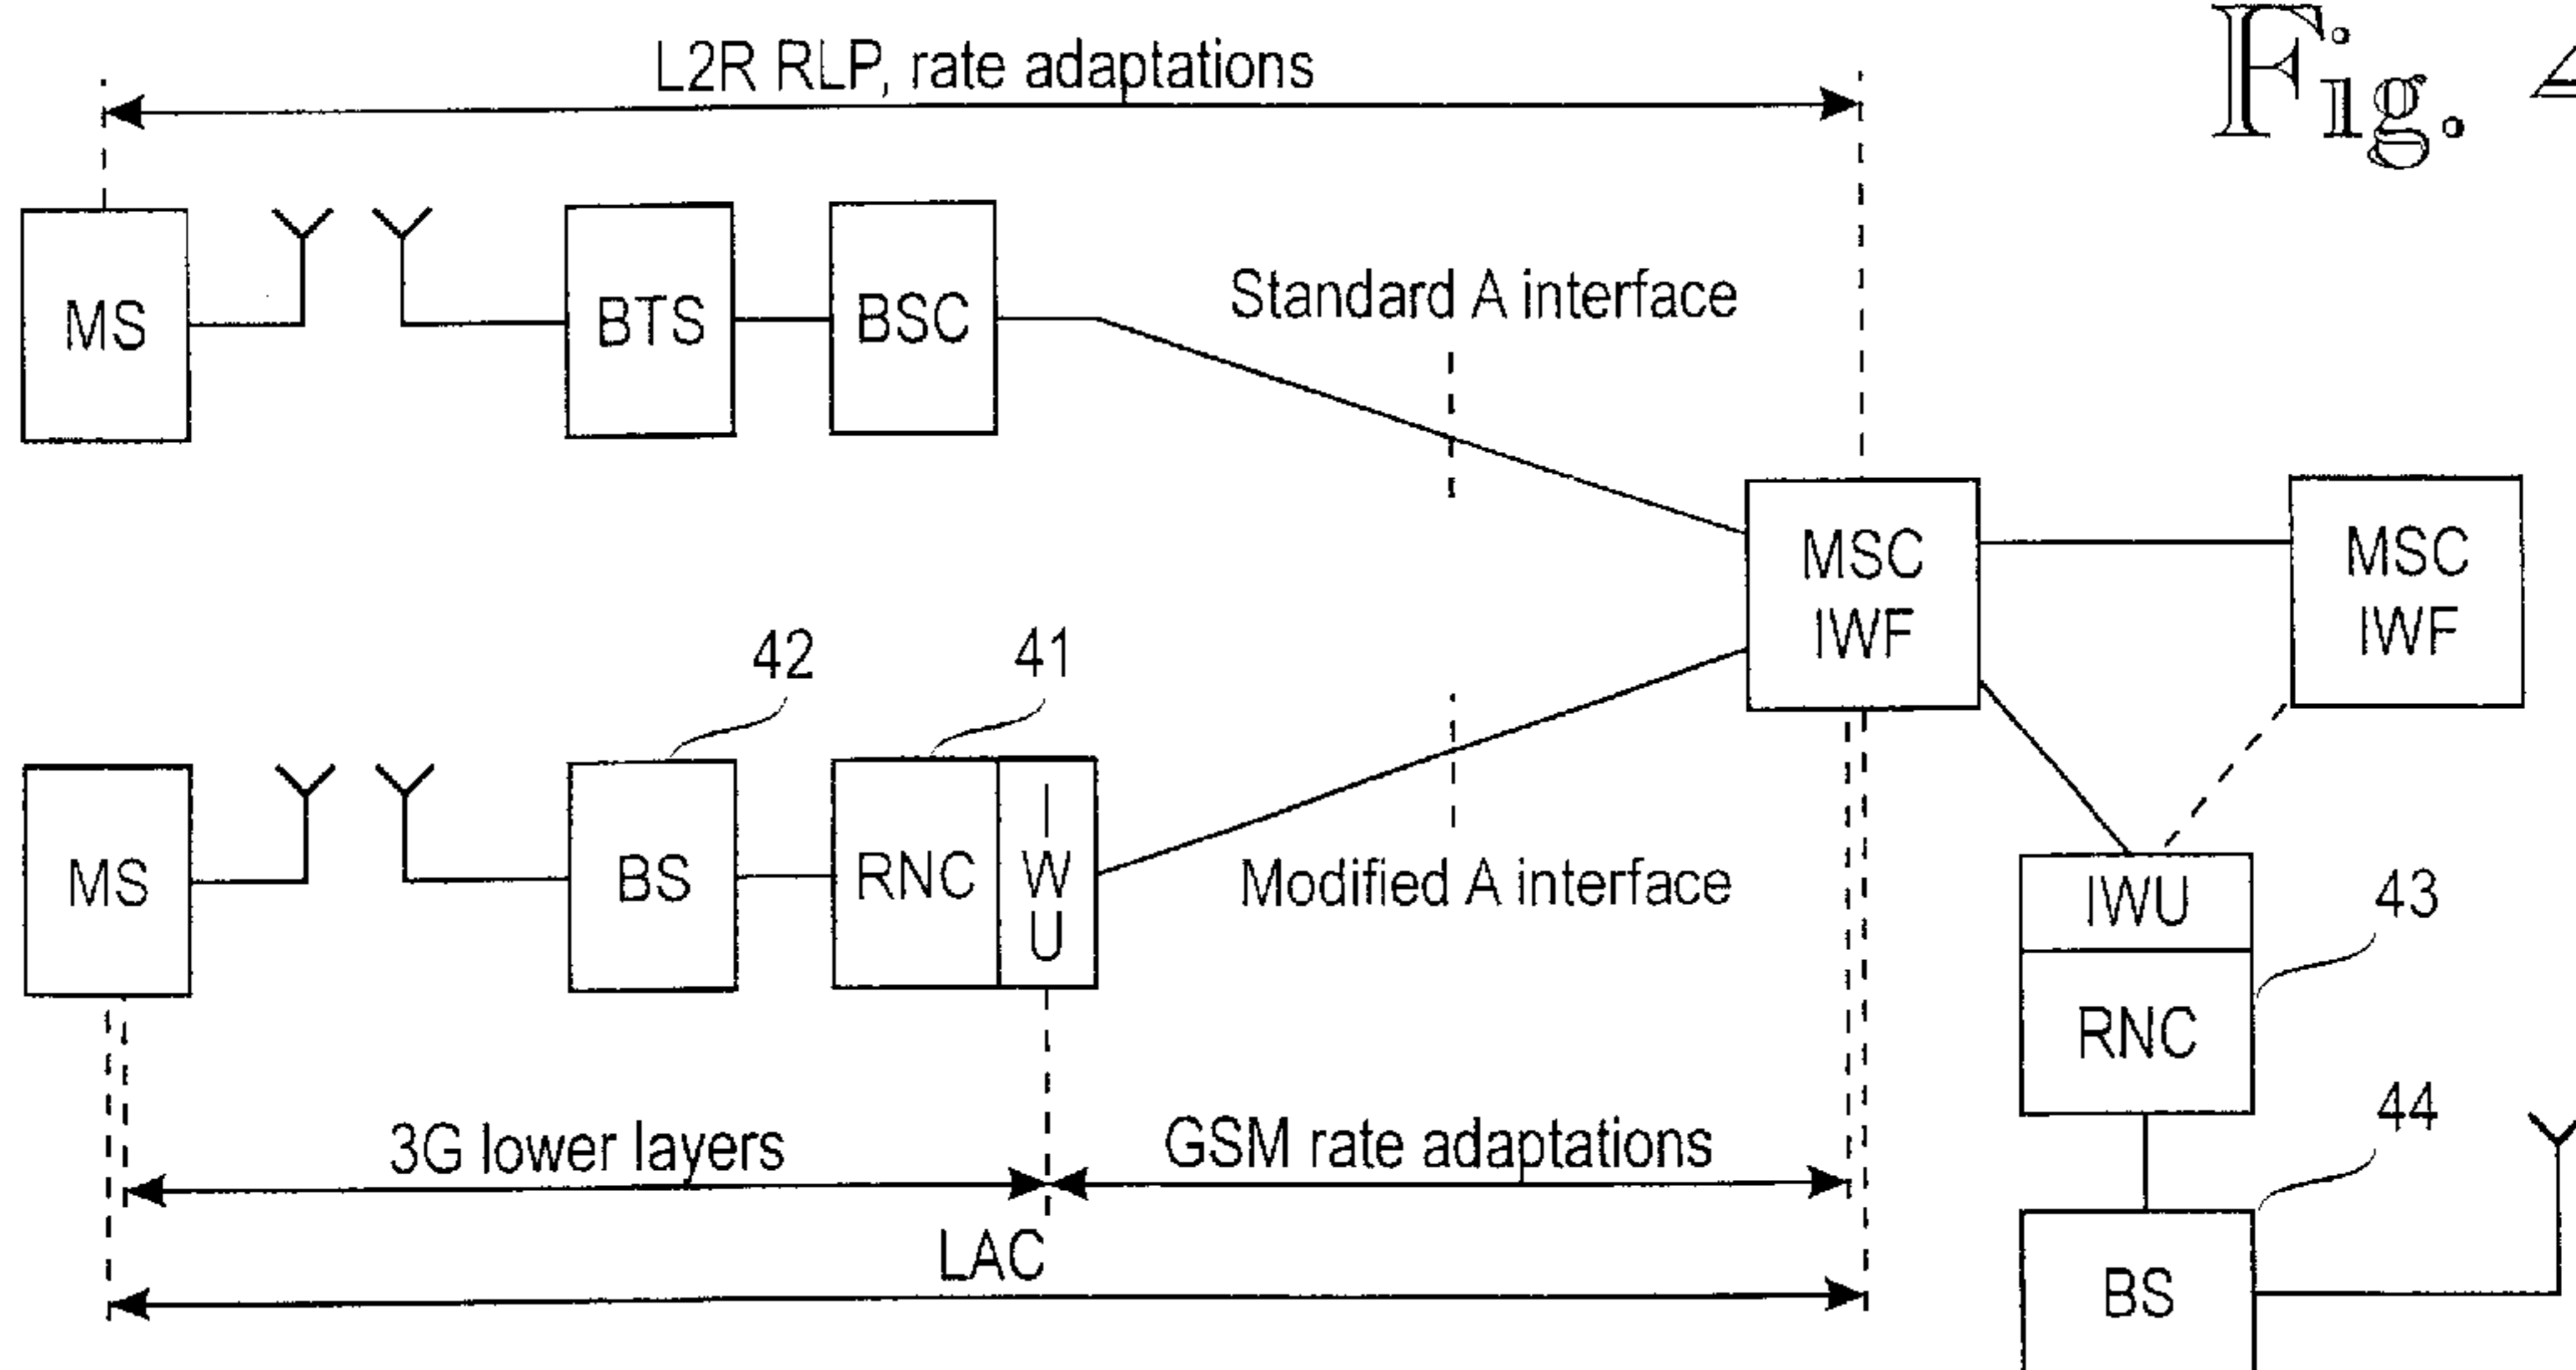 L2R RLP, rate adaptations
Fig. 4
MS
BTS
BSC
Standard A interface
MSC
IWF
MSC
IWF
42
41
MS
BS
RNC
I
W
U
Modified A interface
IWU
43
RNC
3G lower layers
GSM rate adaptations
44
LAC
BS